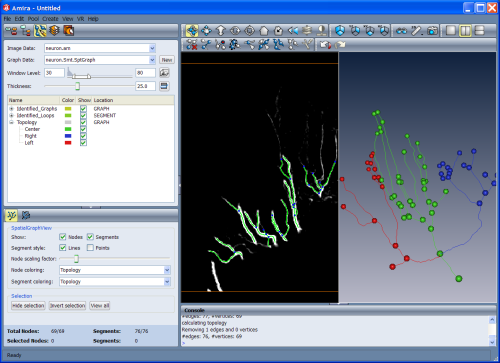 Amira - Untitled
File Edit Pool Create View VR Help
Image Data: neuron.am
Graph Data: neuron.Smt.SptGraph New
Window Level: 30 80
Thickness: 25.0
Name Color Show Location
Identified_Graphs GRAPH
Identified_Loops SEGMENT
Topology GRAPH
Center
Right
Left
SpatialGraphView
Show: Nodes Segments
Segment style: Lines Points
Node scaling factor:
Node coloring: Topology
Segment coloring: Topology
Selection
Hide selection Invert selection View all
Total Nodes: 69/69 Segments: 76/76
Selected Nodes: 0 Segments: 0
Console
#edges: 77, #vertices: 69
calculating topology
Removing 1 edges and 0 vertices
#edges: 76, #vertices: 69
>
Ready